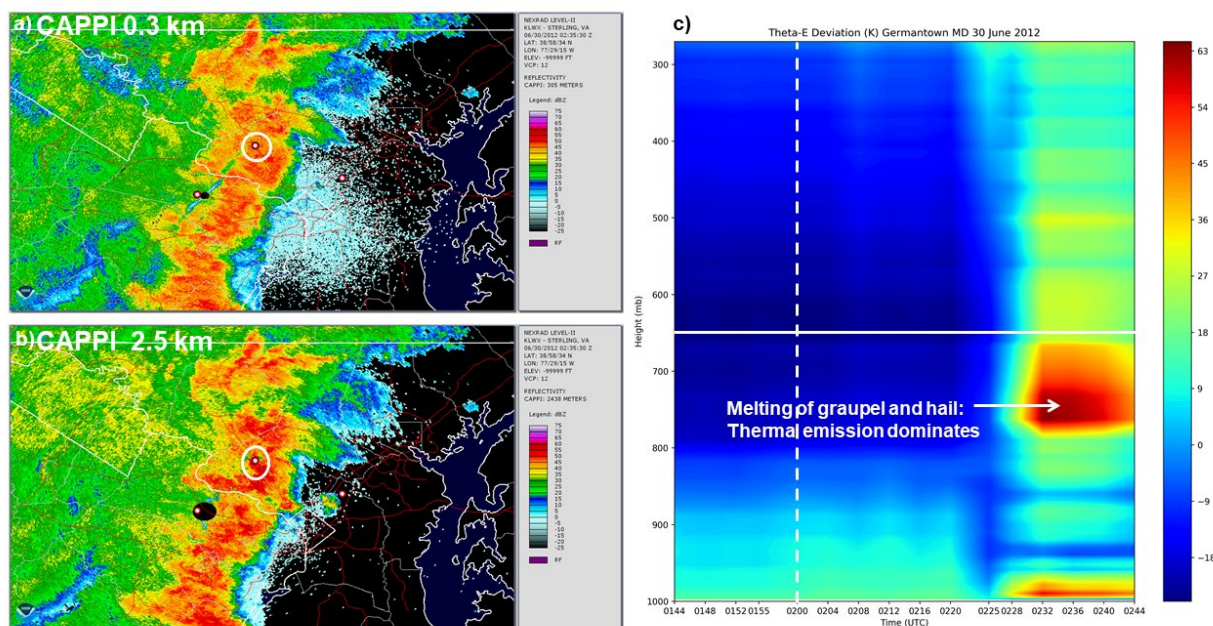 a) CAPPI 0.3 km
NEXRAD LEVEL-II
KLWX - STERLING, VA
06/30/2012 02:35:30 Z
LAT: 38/58/34 N
LON: 77/29/15 W
ELEV: -99999 FT
VCP: 12
REFLECTIVITY
CAPPI: 305 METERS
Legend: dBZ
75
70
65
60
55
50
45
40
35
30
25
20
15
10
5
0
-5
-10
-15
-20
-25
RF
b) CAPPI 2.5 km
NEXRAD LEVEL-II
KLWX - STERLING, VA
06/30/2012 02:35:30 Z
LAT: 38/58/34 N
LON: 77/29/15 W
ELEV: -99999 FT
VCP: 12
REFLECTIVITY
CAPPI: 2438 METERS
Legend: dBZ
75
70
65
60
55
50
45
40
35
30
25
20
15
10
5
0
-5
-10
-15
-20
-25
RF
c)
Theta-E Deviation (K) Germantown MD 30 June 2012
Height (mb)
300
400
500
600
700
800
900
1000
Melting of graupel and hail:
Thermal emission dominates
0144 0148 0152 0155 0200 0204 0208 0212 0216 0220 0225 0228 0232 0236 0240 0244
Time (UTC)
63
54
45
36
27
18
9
0
−9
−18